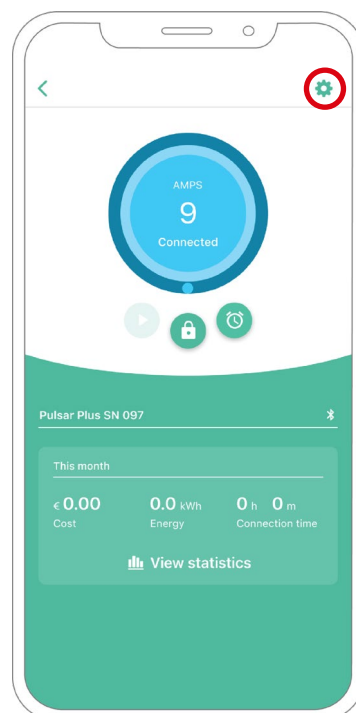 AMPS
9
Connected
Pulsar Plus SN 097
This month
€ 0.00 0.0 kWh 0 h 0 m
Cost Energy Connection time
View statistics